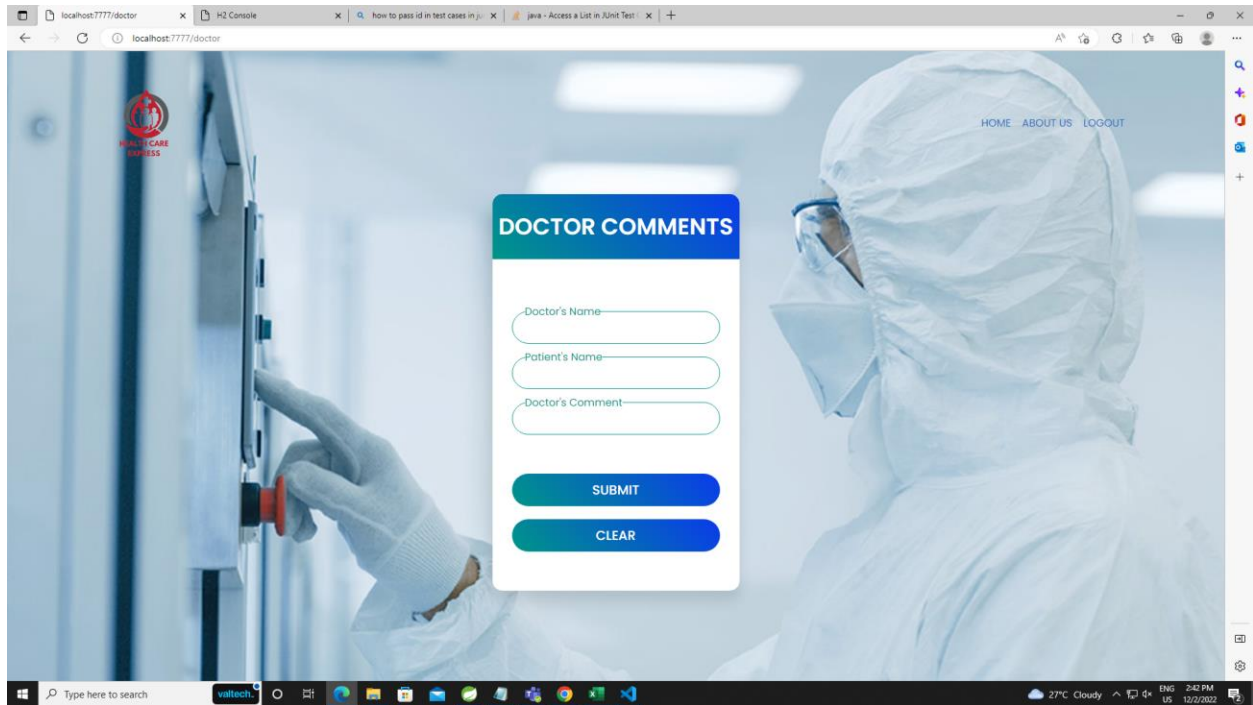 localhost:7777/doctor
H2 Console
how to pass id in test cases in ju
java - Access a List in JUnit Test
localhost:7777/doctor
HEALTH CARE
EXPRESS
HOME ABOUT US LOGOUT
DOCTOR COMMENTS
Doctor's Name
Patient's Name
Doctor's Comment
SUBMIT
CLEAR
Type here to search
valtech.
27°C Cloudy
ENG 2:42 PM
US 12/2/2022